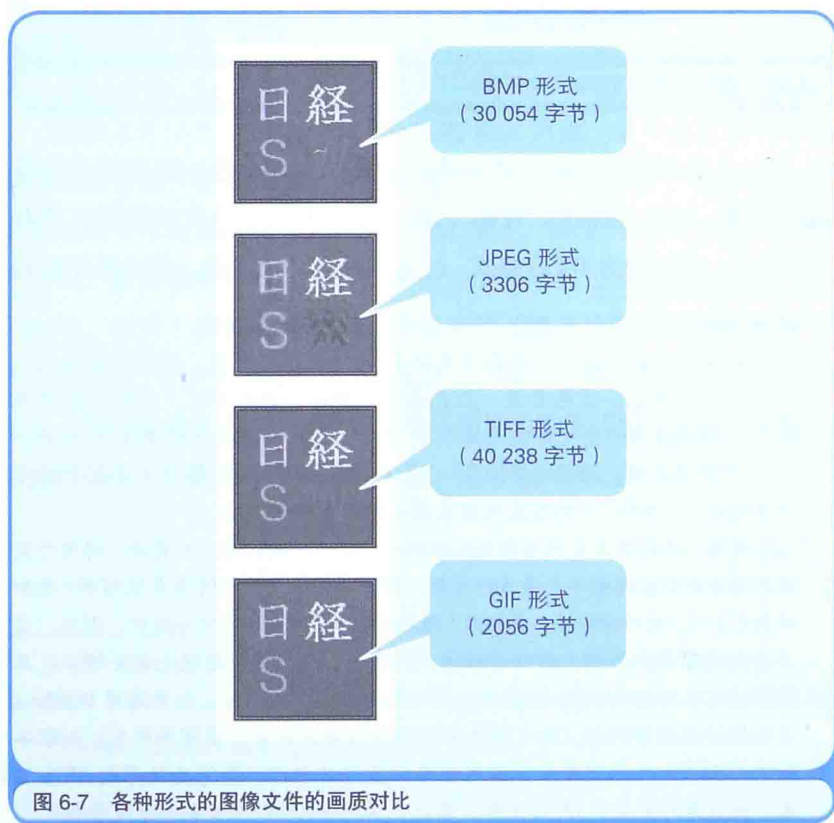 日 経
S
BMP 形式
( 30 054 字节 )
日 経
S
JPEG 形式
( 3306 字节 )
日 経
S
TIFF 形式
( 40 238 字节 )
日 経
S
GIF 形式
( 2056 字节 )
图 6-7 各种形式的图像文件的画质对比